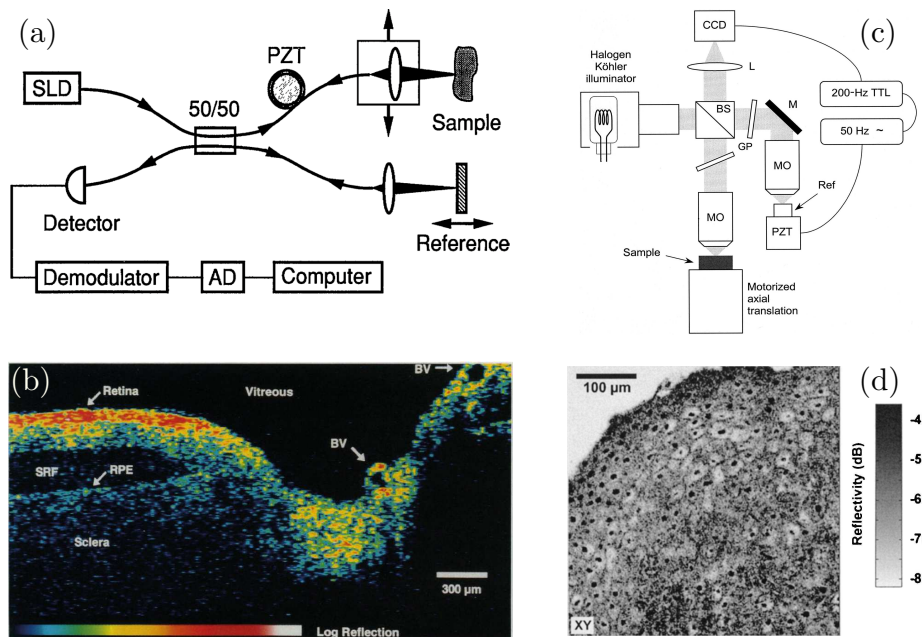 (a)
SLD
50/50
PZT
Sample
Detector
Reference
Demodulator
AD
Computer
(c)
CCD
Halogen
Köhler
illuminator
L
BS
M
200-Hz TTL
50 Hz ~
GP
MO
MO
Ref
PZT
Sample
Motorized
axial
translation
(b)
Retina
Vitreous
BV
BV
SRF
RPE
Sclera
300 µm
Log Reflection
100 µm
XY
(d)
Reflectivity (dB)
-4
-5
-6
-7
-8